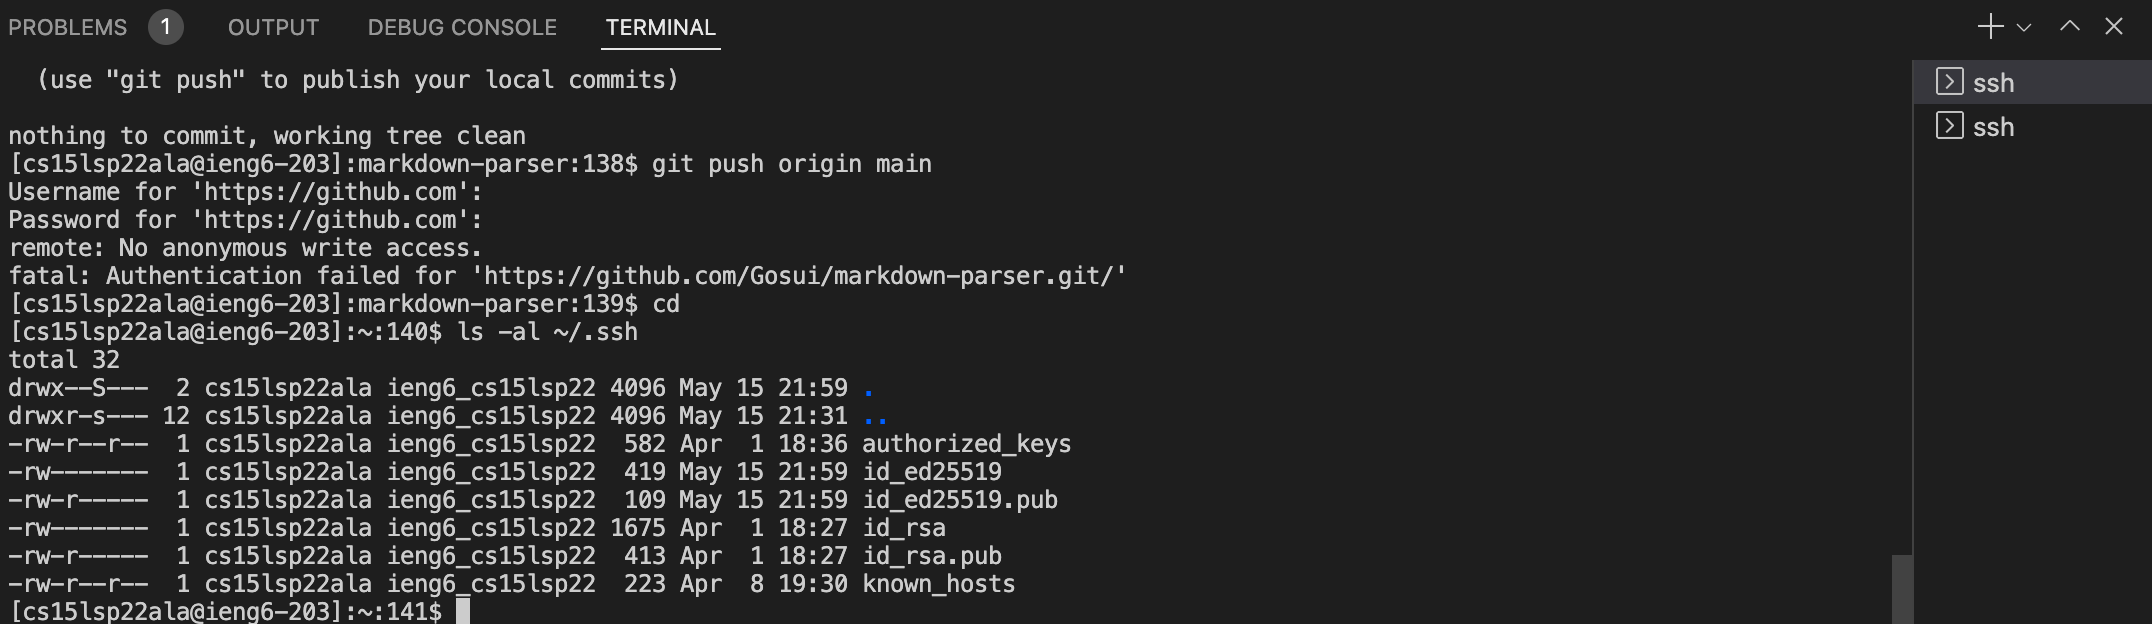 PROBLEMS 1 OUTPUT DEBUG CONSOLE TERMINAL
(use "git push" to publish your local commits)
nothing to commit, working tree clean
[cs15lsp22ala@ieng6-203]:markdown-parser:138$ git push origin main
Username for 'https://github.com':
Password for 'https://github.com':
remote: No anonymous write access.
fatal: Authentication failed for 'https://github.com/Gosui/markdown-parser.git/'
[cs15lsp22ala@ieng6-203]:markdown-parser:139$ cd
[cs15lsp22ala@ieng6-203]:~:140$ ls -al ~/.ssh
total 32
drwx--S--- 2 cs15lsp22ala ieng6_cs15lsp22 4096 May 15 21:59 .
drwxr-s--- 12 cs15lsp22ala ieng6_cs15lsp22 4096 May 15 21:31 ..
-rw-r--r-- 1 cs15lsp22ala ieng6_cs15lsp22 582 Apr 1 18:36 authorized_keys
-rw------- 1 cs15lsp22ala ieng6_cs15lsp22 419 May 15 21:59 id_ed25519
-rw-r----- 1 cs15lsp22ala ieng6_cs15lsp22 109 May 15 21:59 id_ed25519.pub
-rw------- 1 cs15lsp22ala ieng6_cs15lsp22 1675 Apr 1 18:27 id_rsa
-rw-r----- 1 cs15lsp22ala ieng6_cs15lsp22 413 Apr 1 18:27 id_rsa.pub
-rw-r--r-- 1 cs15lsp22ala ieng6_cs15lsp22 223 Apr 8 19:30 known_hosts
[cs15lsp22ala@ieng6-203]:~:141$
ssh
ssh